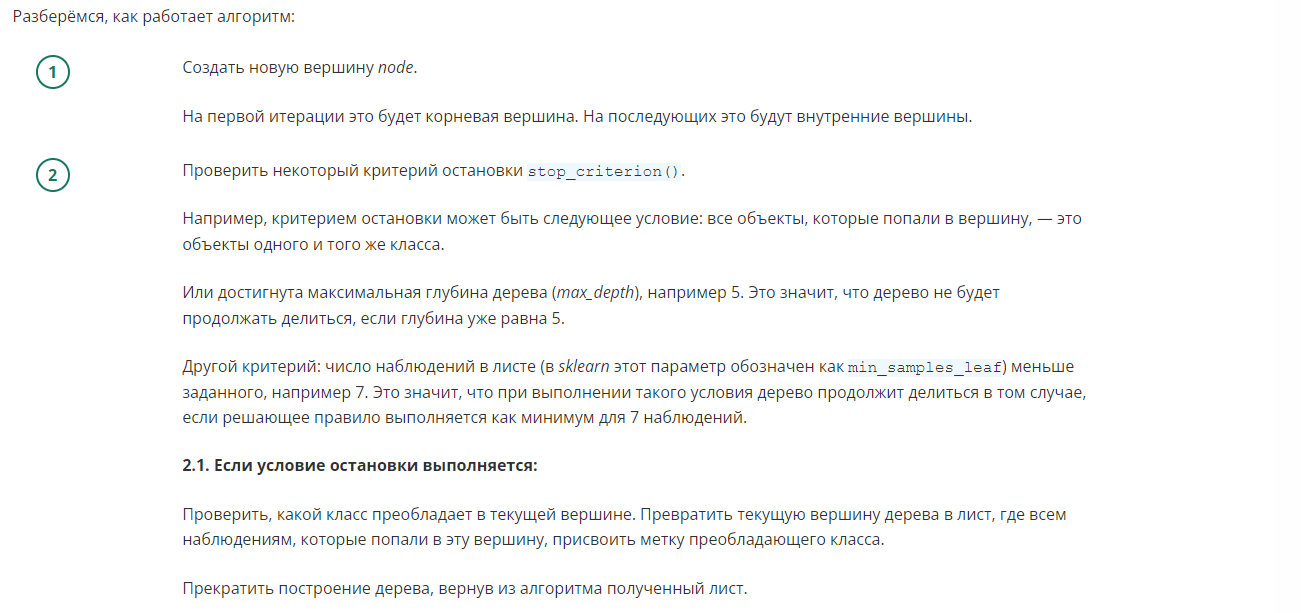 Разберёмся, как работает алгоритм:
1
Создать новую вершину node.
На первой итерации это будет корневая вершина. На последующих это будут внутренние вершины.
2
Проверить некоторый критерий остановки stop_criterion().
Например, критерием остановки может быть следующее условие: все объекты, которые попали в вершину, — это
объекты одного и того же класса.
Или достигнута максимальная глубина дерева (max_depth), например 5. Это значит, что дерево не будет
продолжать делиться, если глубина уже равна 5.
Другой критерий: число наблюдений в листе (в sklearn этот параметр обозначен как min_samples_leaf) меньше
заданного, например 7. Это значит, что при выполнении такого условия дерево продолжит делиться в том случае,
если решающее правило выполняется как минимум для 7 наблюдений.
2.1. Если условие остановки выполняется:
Проверить, какой класс преобладает в текущей вершине. Превратить текущую вершину дерева в лист, где всем
наблюдениям, которые попали в эту вершину, присвоить метку преобладающего класса.
Прекратить построение дерева, вернув из алгоритма полученный лист.